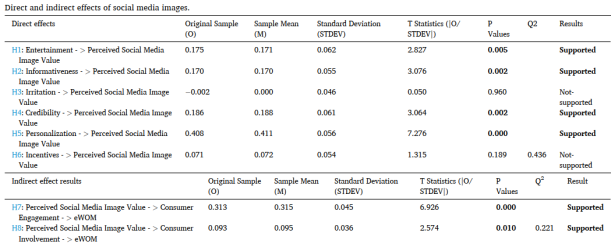 Direct and indirect effects of social media images.
Direct effects Original Sample Sample Mean Standard Deviation T Statistics (|O/ P Q2 Results
(O) (M) (STDEV) STDEV|) Values
H1: Entertainment - > Perceived Social Media 0.175 0.171 0.062 2.827 0.005 Supported
Image Value
H2: Informativeness - > Perceived Social Media 0.170 0.170 0.055 3.076 0.002 Supported
Image Value
H3: Irritation - > Perceived Social Media Image −0.002 0.000 0.046 0.050 0.960 Not-
Value supported
H4: Credibility - > Perceived Social Media Image 0.186 0.188 0.061 3.064 0.002 Supported
Value
H5: Personalization - > Perceived Social Media 0.408 0.411 0.056 7.276 0.000 Supported
Image Value
H6: Incentives - > Perceived Social Media Image 0.071 0.072 0.054 1.315 0.189 0.436 Not-
Value supported
Indirect effect results Original Sample Sample Mean Standard Deviation T Statistics (|O/ P Q² Result
(O) (M) (STDEV) STDEV|) Values
H7: Perceived Social Media Image Value - > Consumer 0.313 0.315 0.045 6.926 0.000 Supported
Engagement - > eWOM
H8: Perceived Social Media Image Value - > Consumer 0.093 0.095 0.036 2.574 0.010 0.221 Supported
Involvement - > eWOM